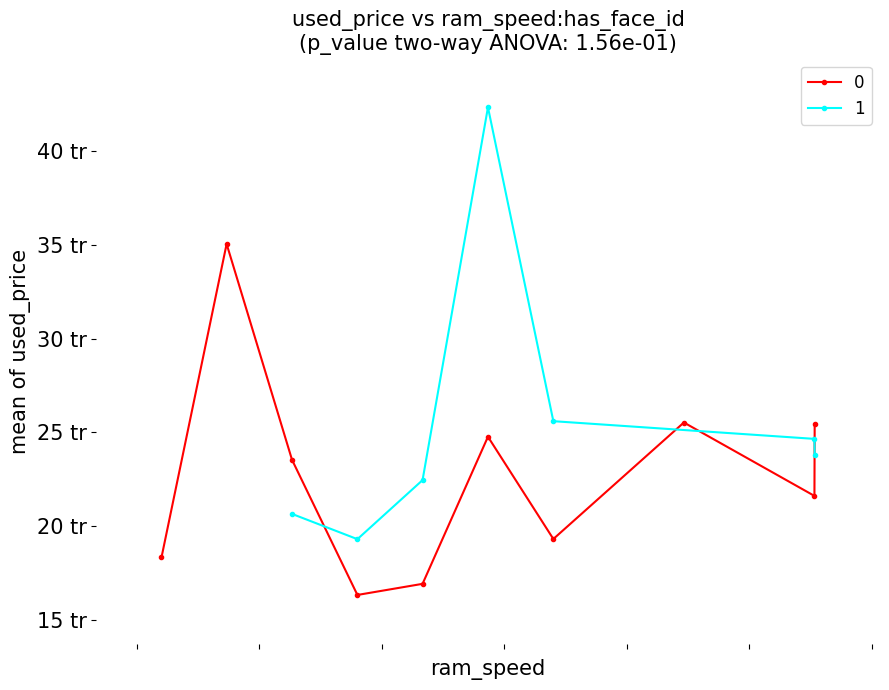 used_price vs ram_speed:has_face_id
(p_value two-way ANOVA: 1.56e-01)
0
1
40 tr
35 tr
30 tr
25 tr
20 tr
15 tr
mean of used_price
ram_speed